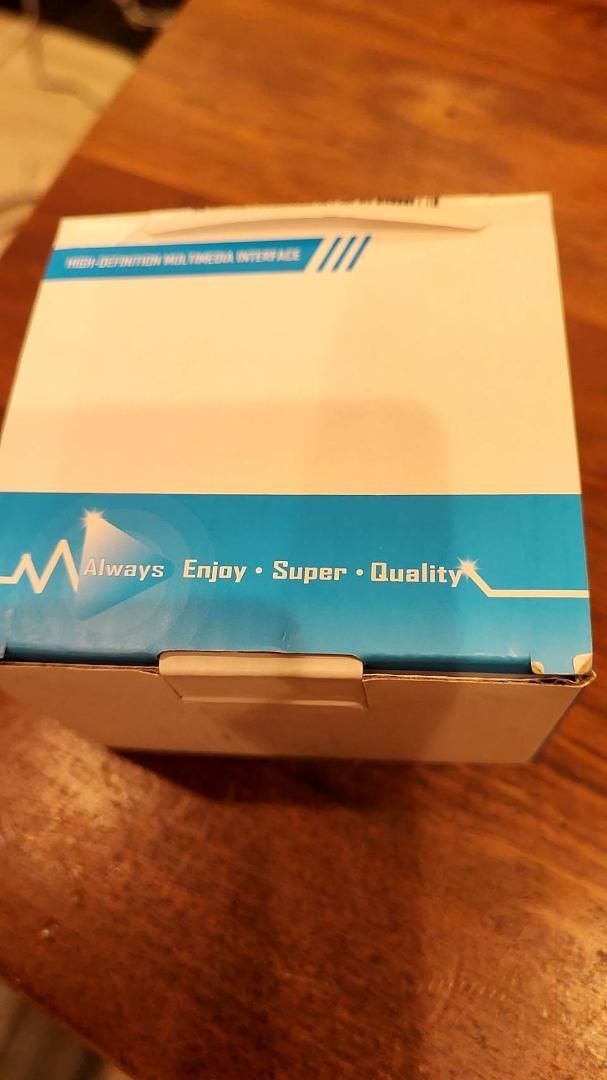 HIGH-DEFINITION MULTIMEDIA INTERFACE
Always Enjoy • Super • Quality